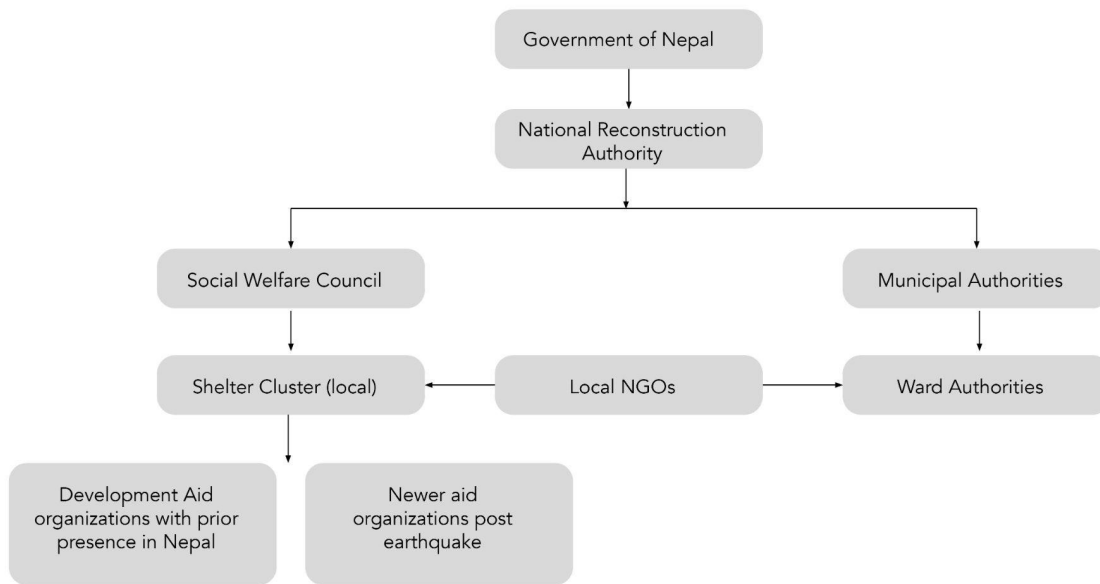 Government of Nepal
National Reconstruction
Authority
Social Welfare Council
Municipal Authorities
Shelter Cluster (local)
Local NGOs
Ward Authorities
Development Aid
organizations with prior
presence in Nepal
Newer aid
organizations post
earthquake